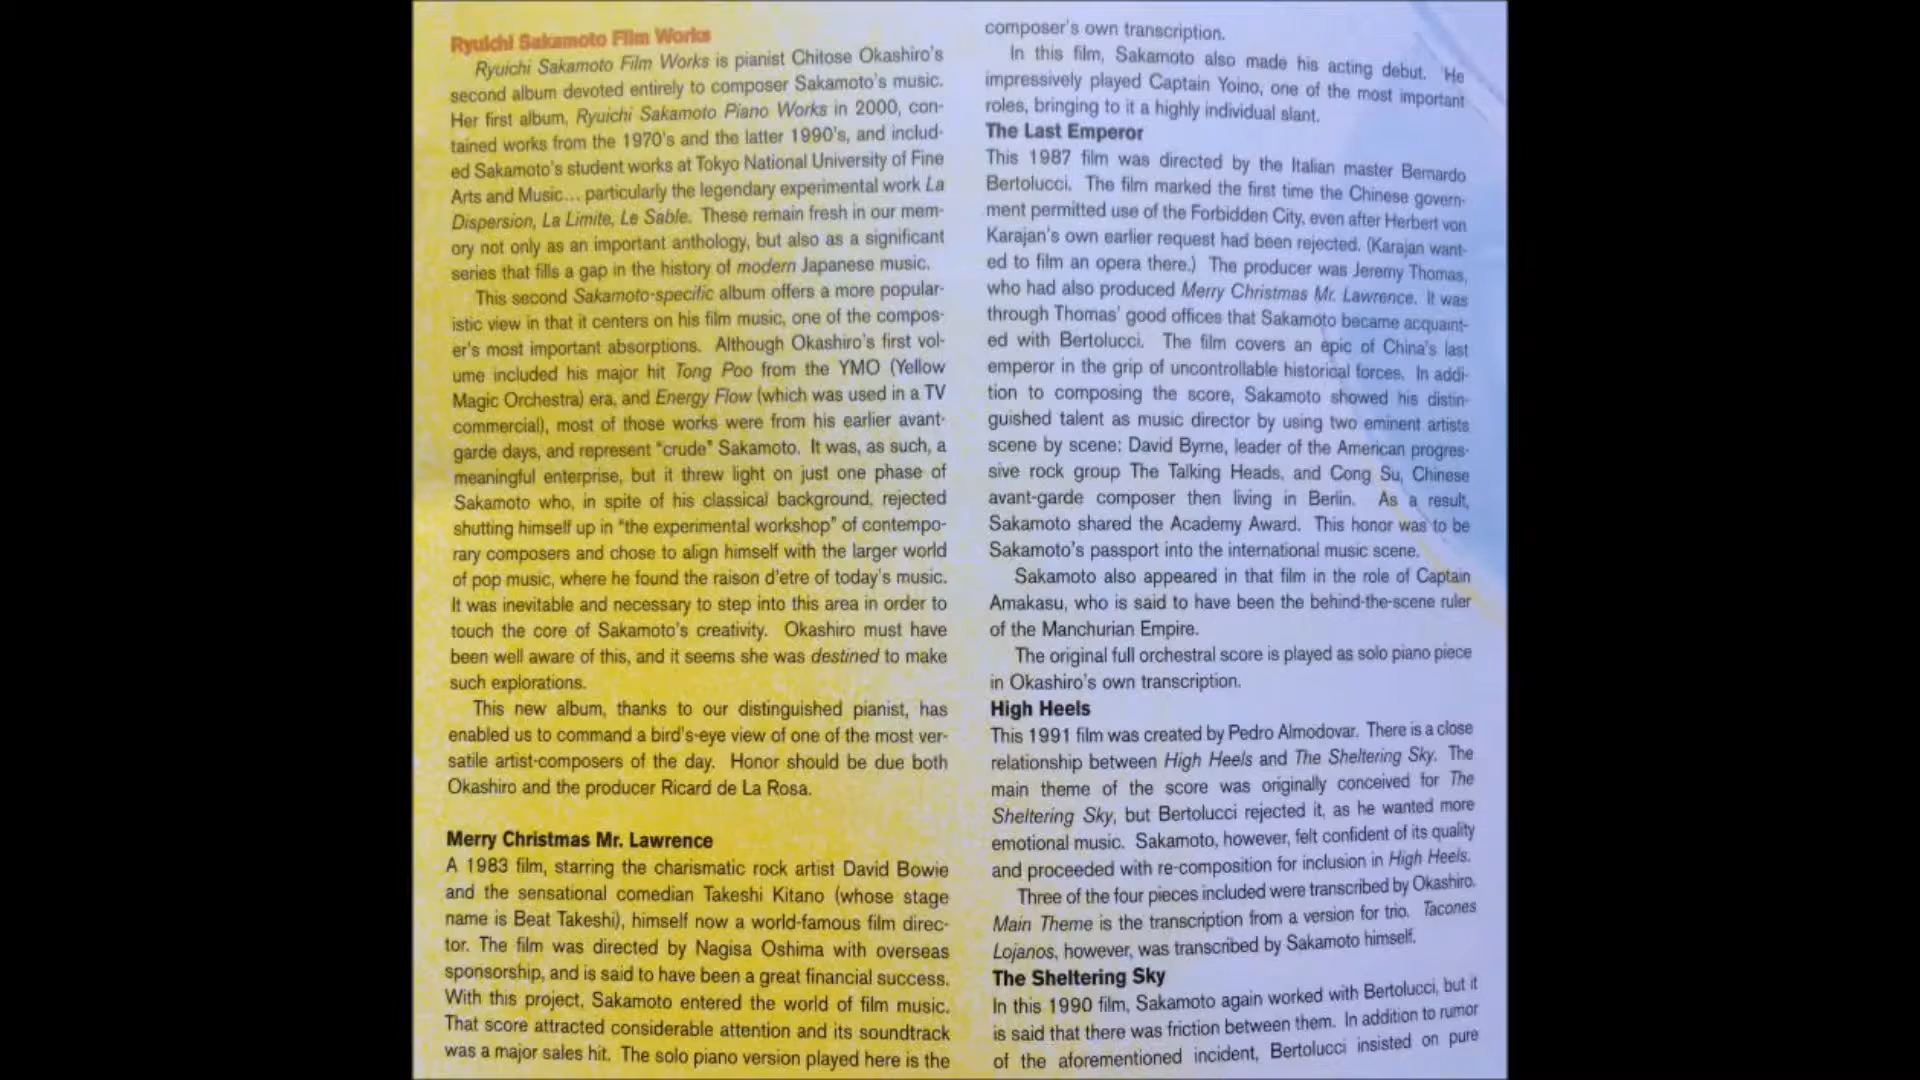 Ryuichi Sakamoto Film Works
Ryuichi Sakamoto Film Works is pianist Chitose Okashiro's
second album devoted entirely to composer Sakamoto's music.
Her first album, Ryuichi Sakamoto Piano Works in 2000, con-
tained works from the 1970's and the latter 1990's, and includ-
ed Sakamoto's student works at Tokyo National University of Fine
Arts and Music... particularly the legendary experimental work La
Dispersion, La Limite, Le Sable. These remain fresh in our mem-
ory not only as an important anthology, but also as a significant
series that fills a gap in the history of modern Japanese music.
This second Sakamoto-specific album offers a more popular-
istic view in that it centers on his film music, one of the compos-
er's most important absorptions. Although Okashiro's first vol-
ume included his major hit Tong Poo from the YMO (Yellow
Magic Orchestra) era, and Energy Flow (which was used in a TV
commercial), most of those works were from his earlier avant-
garde days, and represent "crude" Sakamoto. It was, as such, a
meaningful enterprise, but it threw light on just one phase of
Sakamoto who, in spite of his classical background, rejected
shutting himself up in "the experimental workshop" of contempo-
rary composers and chose to align himself with the larger world
of pop music, where he found the raison d'etre of today's music.
It was inevitable and necessary to step into this area in order to
touch the core of Sakamoto's creativity. Okashiro must have
been well aware of this, and it seems she was destined to make
such explorations.
This new album, thanks to our distinguished pianist, has
enabled us to command a bird's-eye view of one of the most ver-
satile artist-composers of the day. Honor should be due both
Okashiro and the producer Ricard de La Rosa.
Merry Christmas Mr. Lawrence
A 1983 film, starring the charismatic rock artist David Bowie
and the sensational comedian Takeshi Kitano (whose stage
name is Beat Takeshi), himself now a world-famous film direc-
tor. The film was directed by Nagisa Oshima with overseas
sponsorship, and is said to have been a great financial success.
With this project, Sakamoto entered the world of film music.
That score attracted considerable attention and its soundtrack
was a major sales hit. The solo piano version played here is the
composer's own transcription.
In this film, Sakamoto also made his acting debut. He
impressively played Captain Yoino, one of the most important
roles, bringing to it a highly individual slant.
The Last Emperor
This 1987 film was directed by the Italian master Bernardo
Bertolucci. The film marked the first time the Chinese govern-
ment permitted use of the Forbidden City, even after Herbert von
Karajan's own earlier request had been rejected. (Karajan want-
ed to film an opera there.) The producer was Jeremy Thomas,
who had also produced Merry Christmas Mr. Lawrence. It was
through Thomas' good offices that Sakamoto became acquaint-
ed with Bertolucci. The film covers an epic of China's last
emperor in the grip of uncontrollable historical forces. In addi-
tion to composing the score, Sakamoto showed his distin-
guished talent as music director by using two eminent artists
scene by scene: David Byrne, leader of the American progres-
sive rock group The Talking Heads, and Cong Su, Chinese
avant-garde composer then living in Berlin. As a result,
Sakamoto shared the Academy Award. This honor was to be
Sakamoto's passport into the international music scene.
Sakamoto also appeared in that film in the role of Captain
Amakasu, who is said to have been the behind-the-scene ruler
of the Manchurian Empire.
The original full orchestral score is played as solo piano piece
in Okashiro's own transcription.
High Heels
This 1991 film was created by Pedro Almodovar. There is a close
relationship between High Heels and The Sheltering Sky. The
main theme of the score was originally conceived for The
Sheltering Sky, but Bertolucci rejected it, as he wanted more
emotional music. Sakamoto, however, felt confident of its quality
and proceeded with re-composition for inclusion in High Heels.
Three of the four pieces included were transcribed by Okashiro.
Main Theme is the transcription from a version for trio. Tacones
Lojanos, however, was transcribed by Sakamoto himself.
The Sheltering Sky
In this 1990 film, Sakamoto again worked with Bertolucci, but it
is said that there was friction between them. In addition to rumor
of the aforementioned incident, Bertolucci insisted on pure